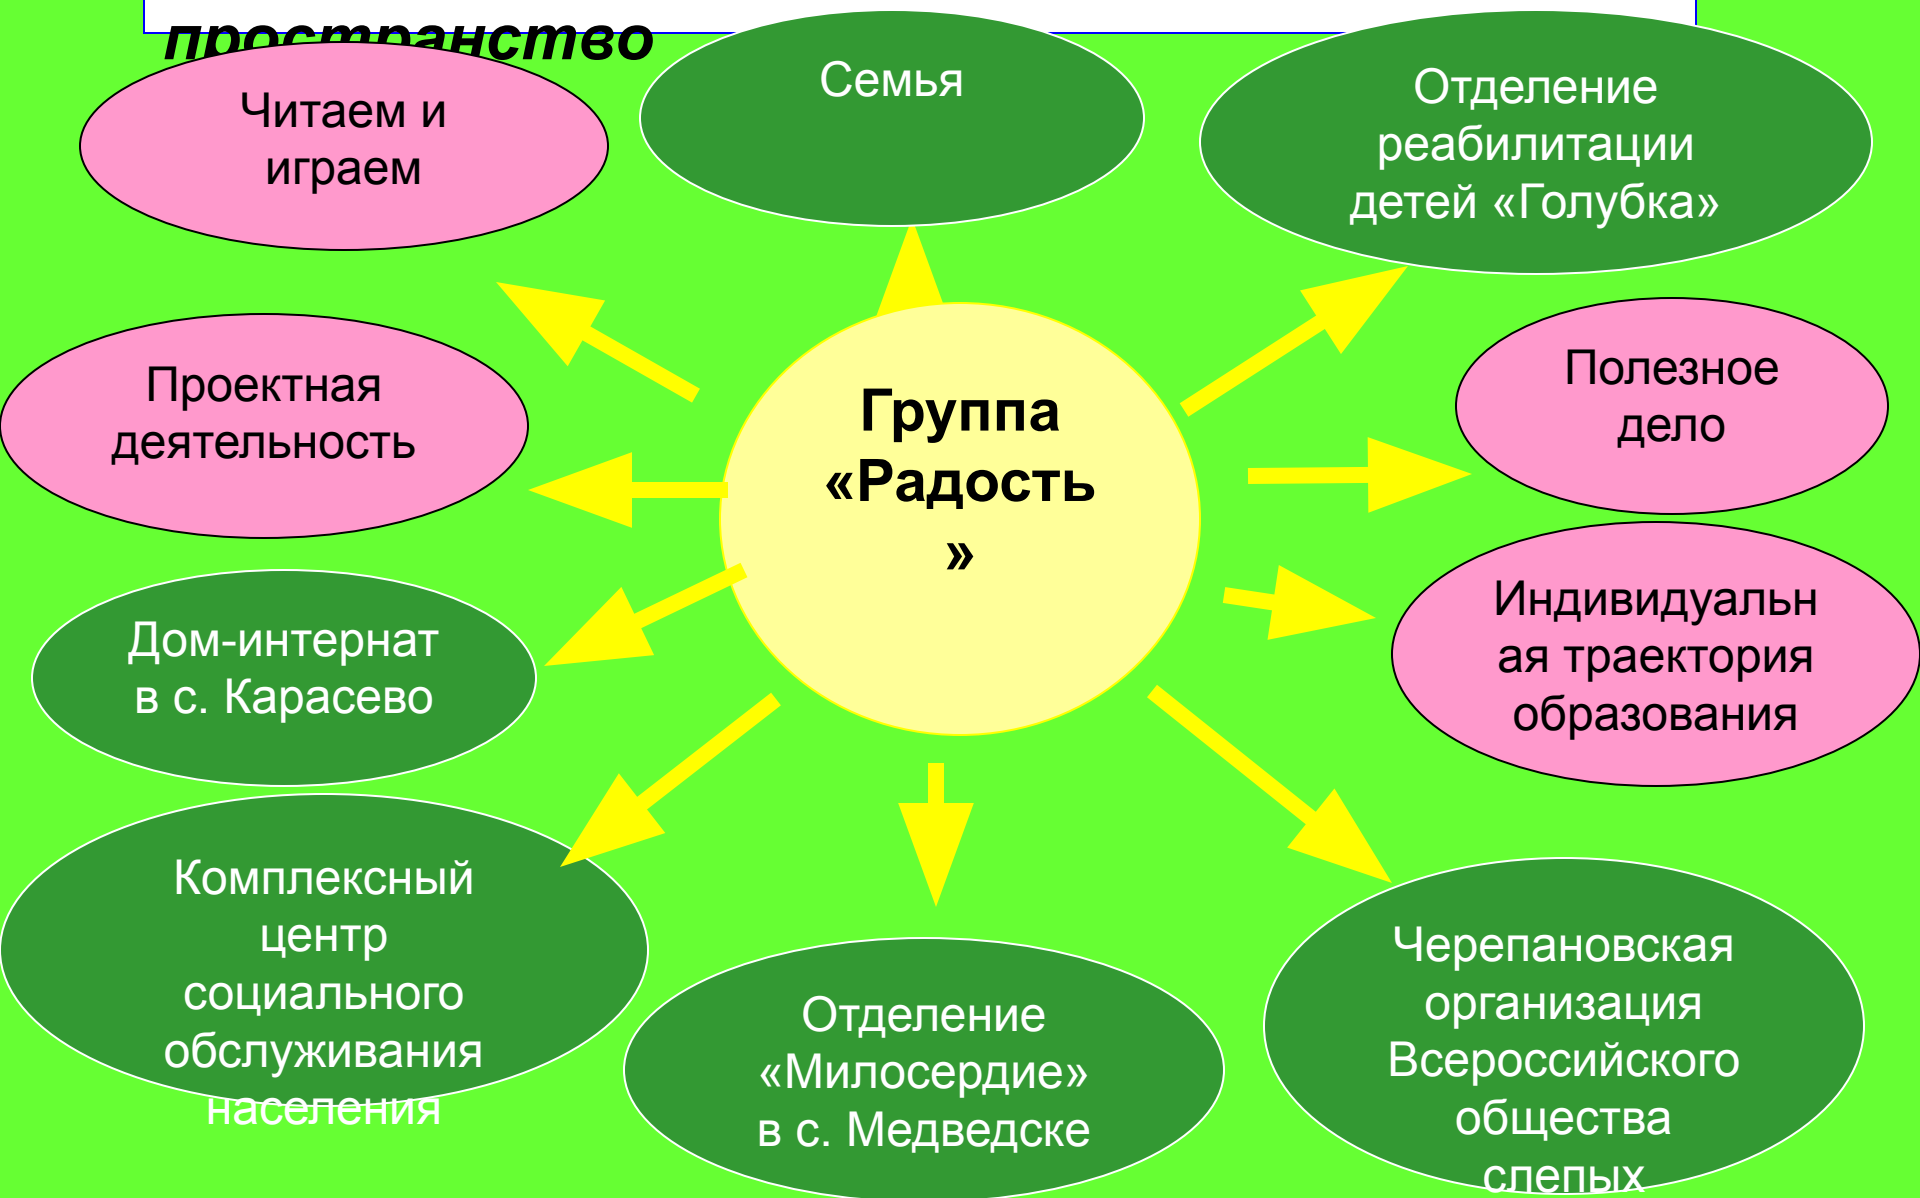 пространство
Читаем и
играем
Семья
Отделение
реабилитации
детей «Голубка»
Проектная
деятельность
Группа
«Радость
»
Полезное
дело
Индивидуальн
ая траектория
образования
Дом-интернат
в с. Карасево
Комплексный
центр
социального
обслуживания
населения
Отделение
«Милосердие»
в с. Медведске
Черепановская
организация
Всероссийского
общества
слепых